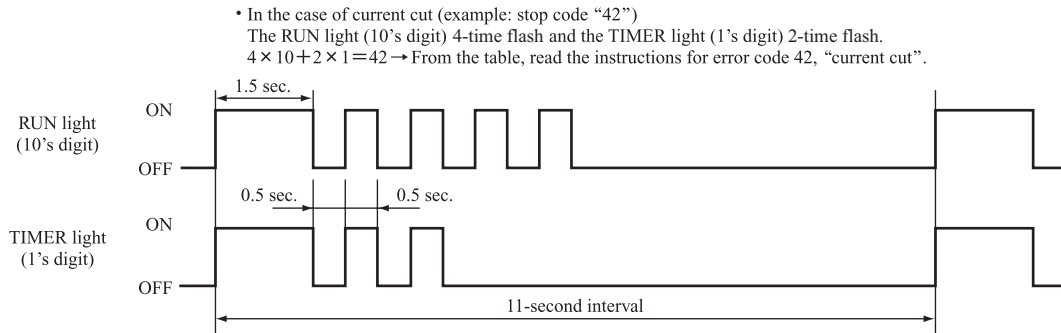 • In the case of current cut (example: stop code “42”)
The RUN light (10’s digit) 4-time flash and the TIMER light (1’s digit) 2-time flash.
4 × 10 + 2 × 1 = 42 → From the table, read the instructions for error code 42, “current cut”.
1.5 sec.
ON
RUN light
(10’s digit)
OFF
0.5 sec.
0.5 sec.
ON
TIMER light
(1’s digit)
OFF
11-second interval